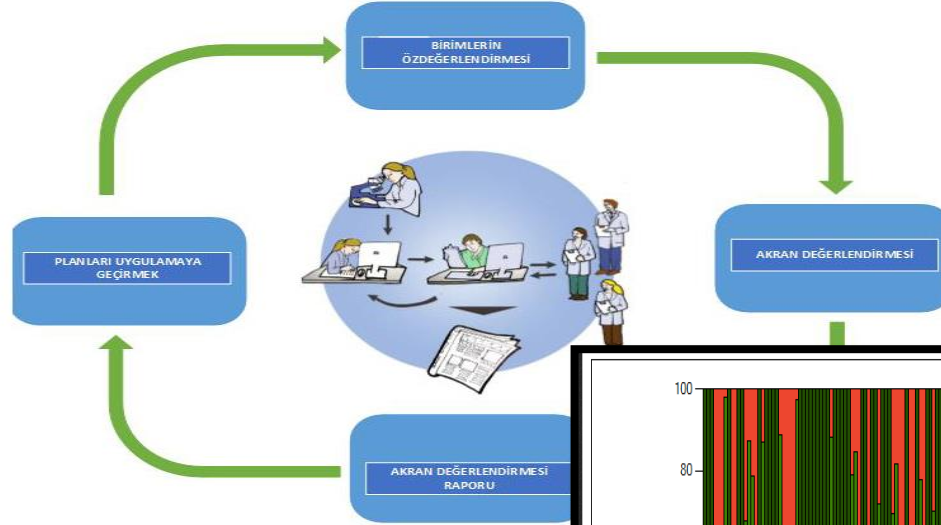 BİRİMLERİN
ÖZDEĞERLENDİRMESİ
PLANLARI UYGULAMAYA
GEÇİRMEK
AKRAN DEĞERLENDİRMESİ
AKRAN DEĞERLENDİRMESİ
RAPORU
100
80